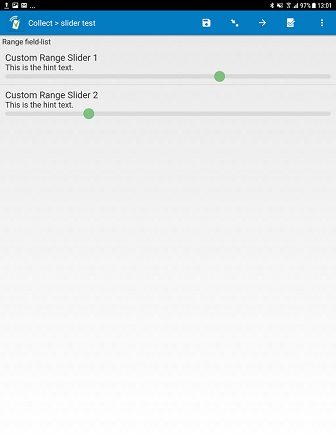 ... 97% 13:01
Collect > slider test
Range field-list
Custom Range Slider 1
This is the hint text.
Custom Range Slider 2
This is the hint text.